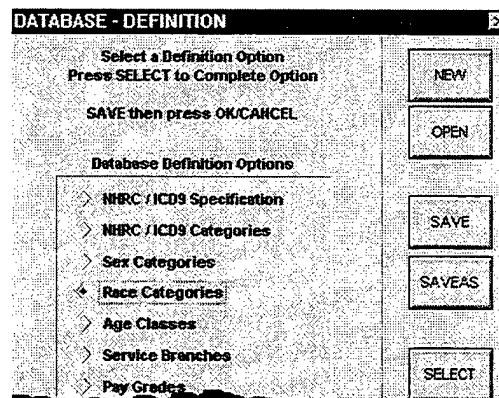 DATABASE - DEFINITION
Select a Definition Option
Press SELECT to Complete Option
SAVE then press OK/CANCEL
Database Definition Options
NHRC / ICD9 Specification
NHRC / ICD9 Categories
Sex Categories
Race Categories
Age Classes
Service Branches
Pay Grades
NEW
OPEN
SAVE
SAVEAS
SELECT